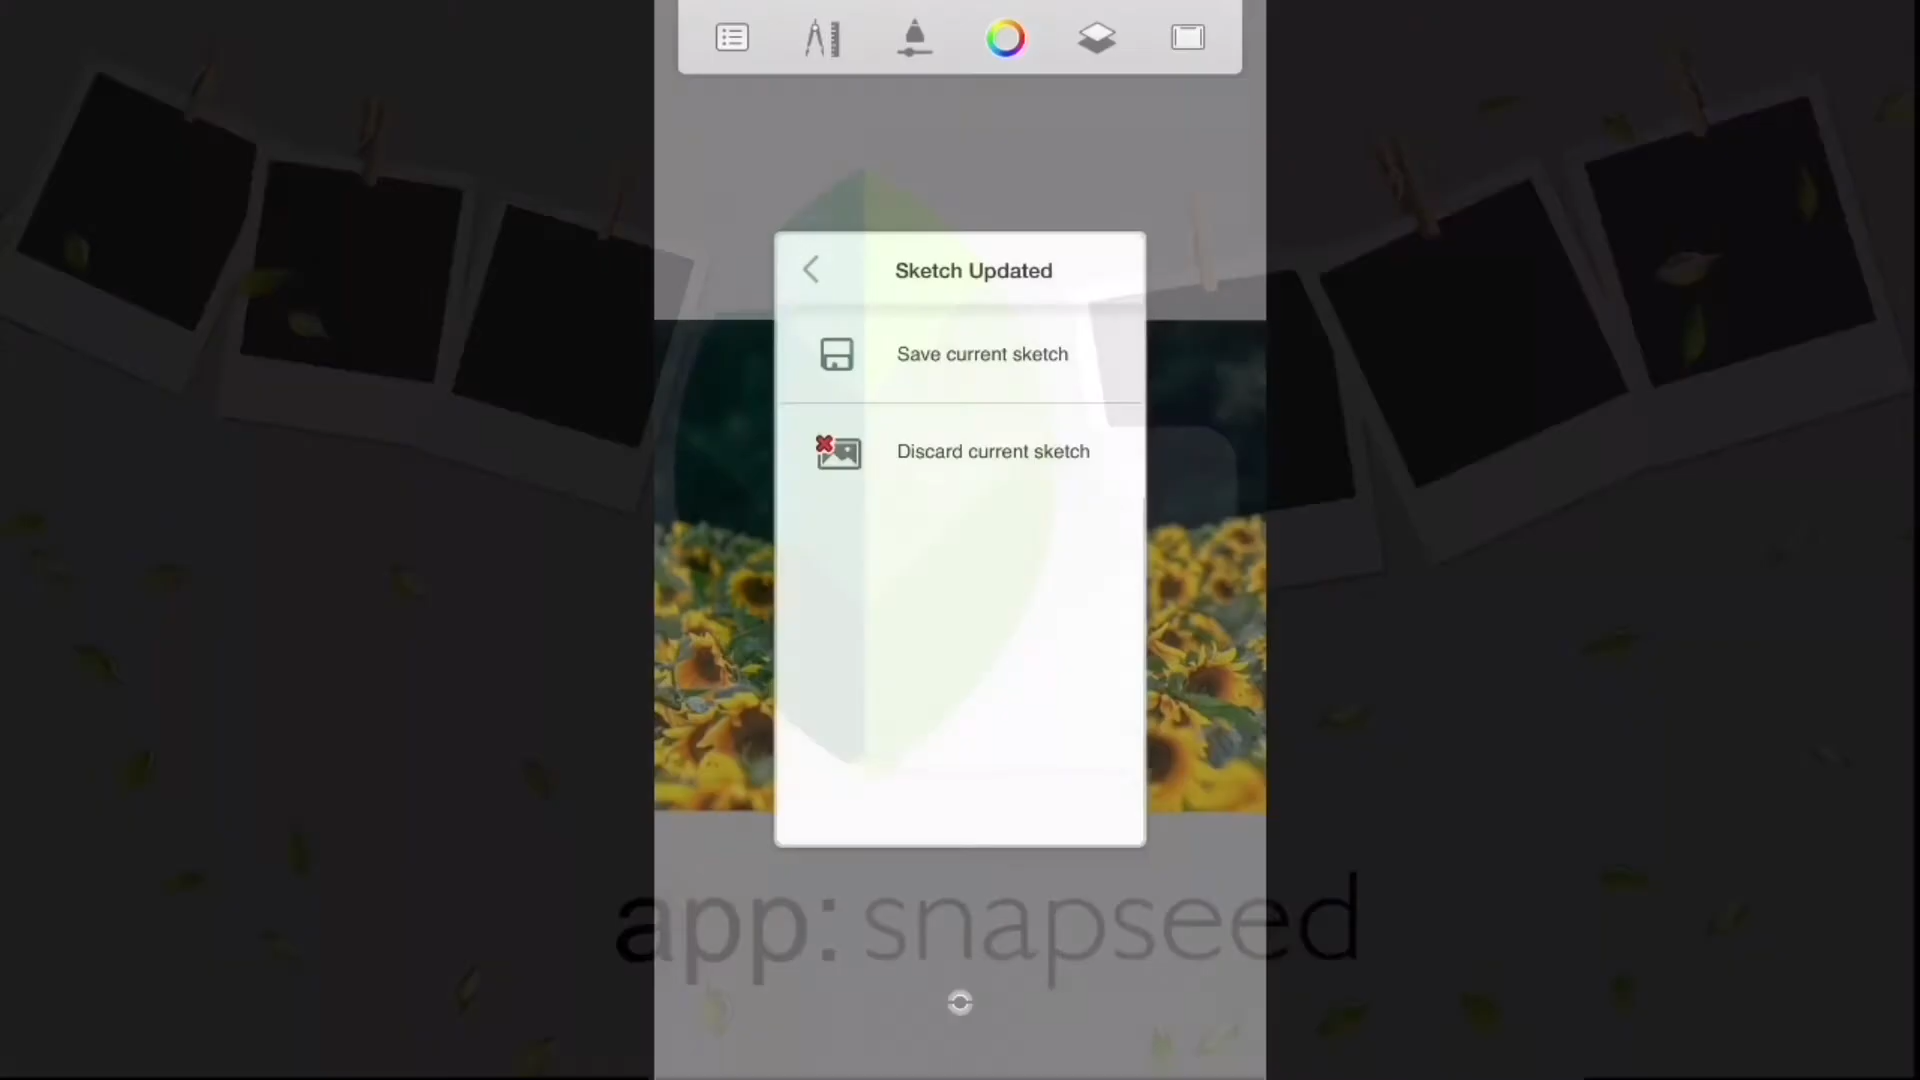 Sketch Updated
Save current sketch
Discard current sketch
app: snapseed